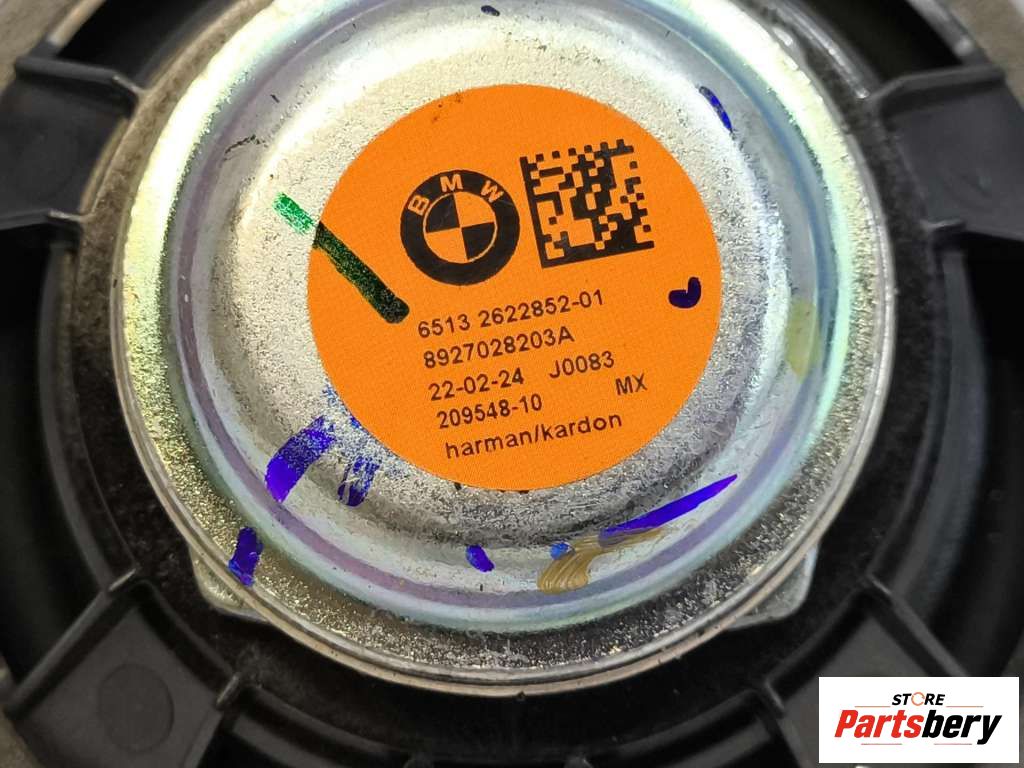 BMW
6513 2622852-01
8927028203A
22-02-24 J0083
209548-10 MX
harman/kardon
STORE
Partsbery